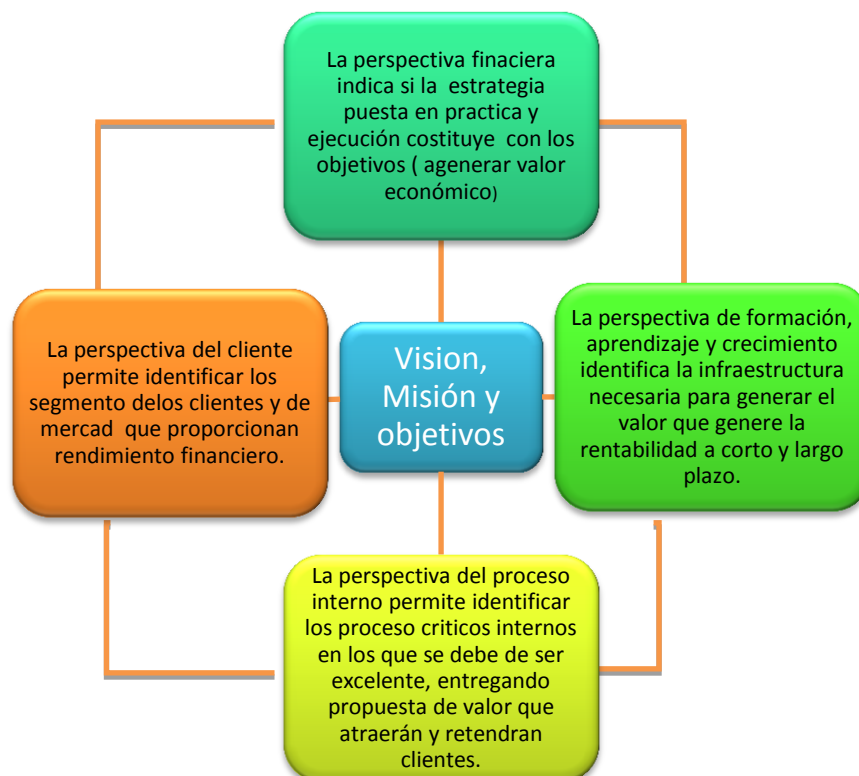 La perspectiva finaciera
indica si la estrategia
puesta en practica y
ejecución costituye con los
objetivos ( agenerar valor
económico)
La perspectiva del cliente
permite identificar los
segmento delos clientes y de
mercad que proporcionan
rendimiento financiero.
Vision,
Misión y
objetivos
La perspectiva de formación,
aprendizaje y crecimiento
identifica la infraestructura
necesaria para generar el
valor que genere la
rentabilidad a corto y largo
plazo.
La perspectiva del proceso
interno permite identificar
los proceso criticos internos
en los que se debe de ser
excelente, entregando
propuesta de valor que
atraerán y retendran
clientes.